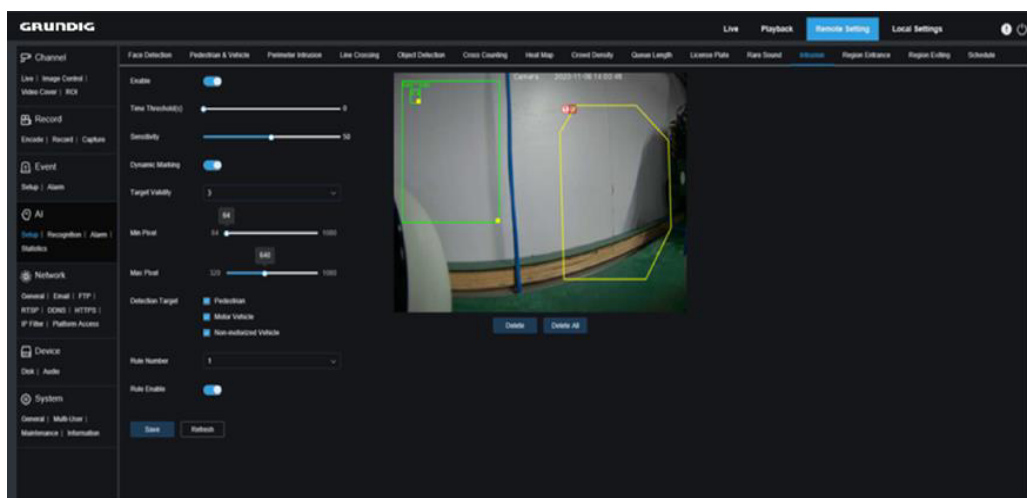 GRUNDIG
Live Playback Remote Setting Local Settings
Channel
Live | Image Control |
Video Cover | ROI
Record
Encode | Record | Capture
Event
Setup | Alarm
AI
Setup | Recognition | Alarm |
Statistics
Network
General | Email | FTP |
RTSP | DDNS | HTTPS |
IP Filter | Platform Access
Device
Disk | Audio
System
General | Multi-User |
Maintenance | Information
Face Detection Pedestrian & Vehicle Perimeter Intrusion Line Crossing Object Detection Cross Counting Heat Map Crowd Density Queue Length License Plate Rare Sound Intrusion Region Entrance Region Exiting Schedule
Enable
Time Threshold(s) 0
Sensitivity 50
Dynamic Marking
Target Validity 3
64
Min Pixel 64 1080
640
Max Pixel 320 1080
Detection Target Pedestrian
Motor Vehicle
Non-motorized Vehicle
Rule Number 1
Rule Enable
Save Refresh
Camera 2023-11-06
Delete Delete All